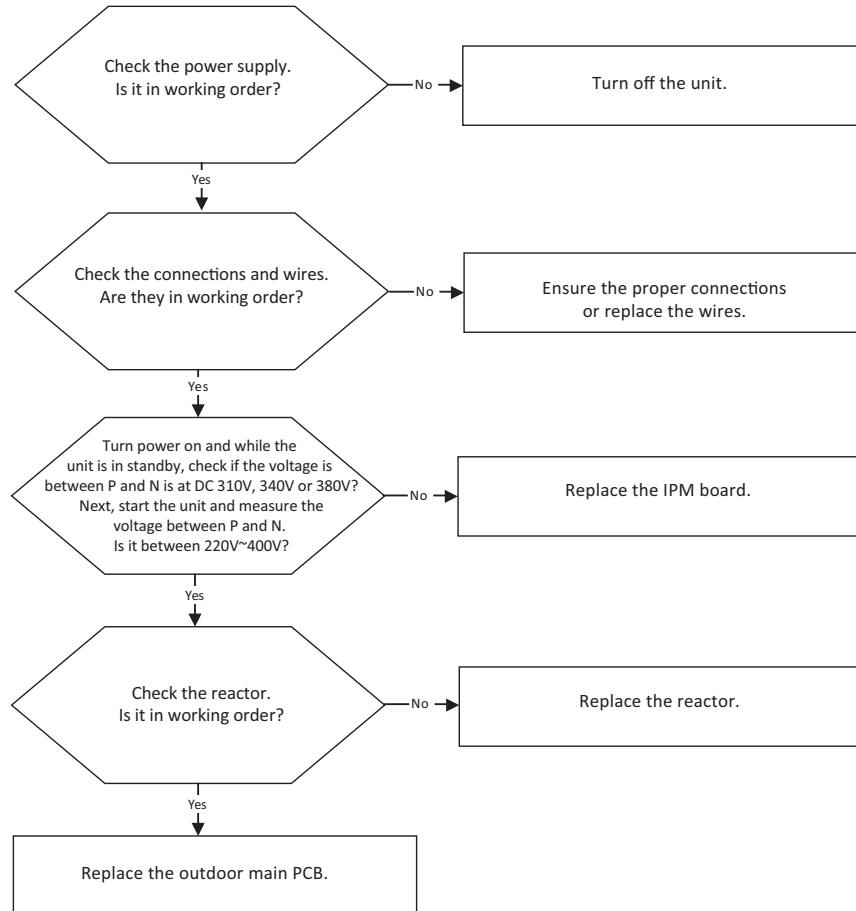 Check the power supply.
Is it in working order?
No
Turn off the unit.
Yes
Check the connections and wires.
Are they in working order?
No
Ensure the proper connections
or replace the wires.
Yes
Turn power on and while the
unit is in standby, check if the voltage is
between P and N is at DC 310V, 340V or 380V?
Next, start the unit and measure the
voltage between P and N.
Is it between 220V~400V?
No
Replace the IPM board.
Yes
Check the reactor.
Is it in working order?
No
Replace the reactor.
Yes
Replace the outdoor main PCB.